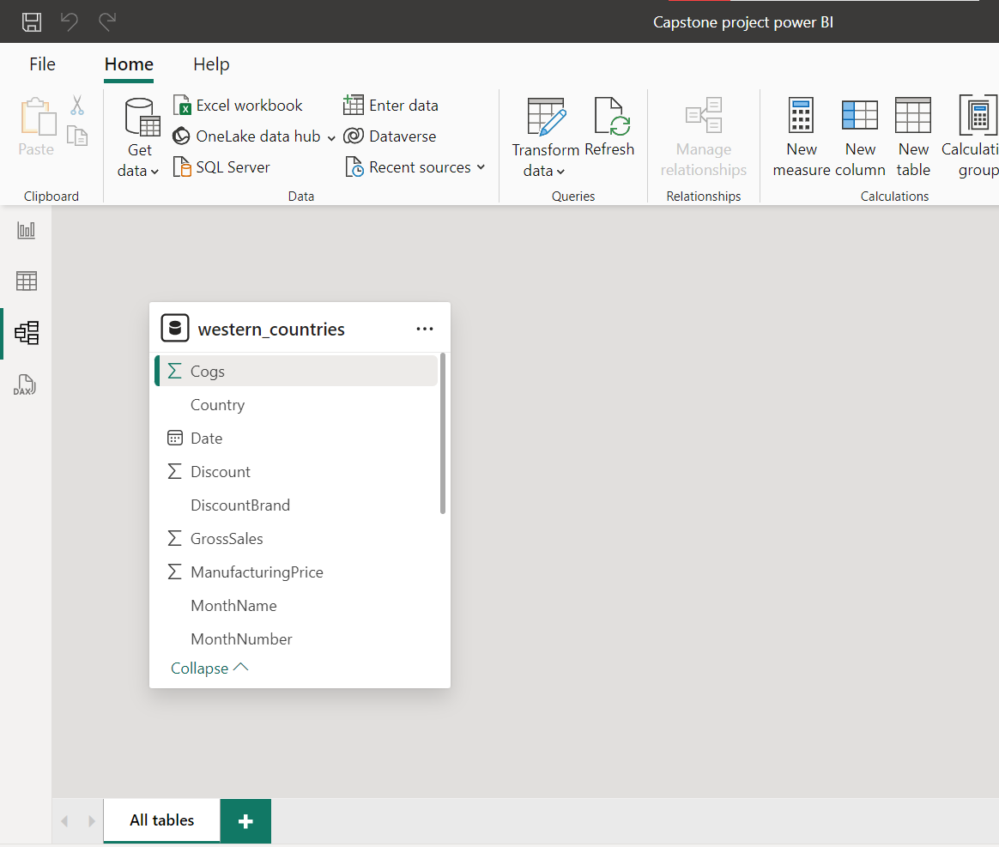 Capstone project power BI
File Home Help
Paste
Clipboard
Get data
Excel workbook
OneLake data hub
SQL Server
Enter data
Dataverse
Recent sources
Data
Transform data
Refresh
Queries
Manage relationships
Relationships
New measure
New column
New table
Calculati
group
Calculations
DAX
western_countries
Cogs
Country
Date
Discount
DiscountBrand
GrossSales
ManufacturingPrice
MonthName
MonthNumber
Collapse
All tables